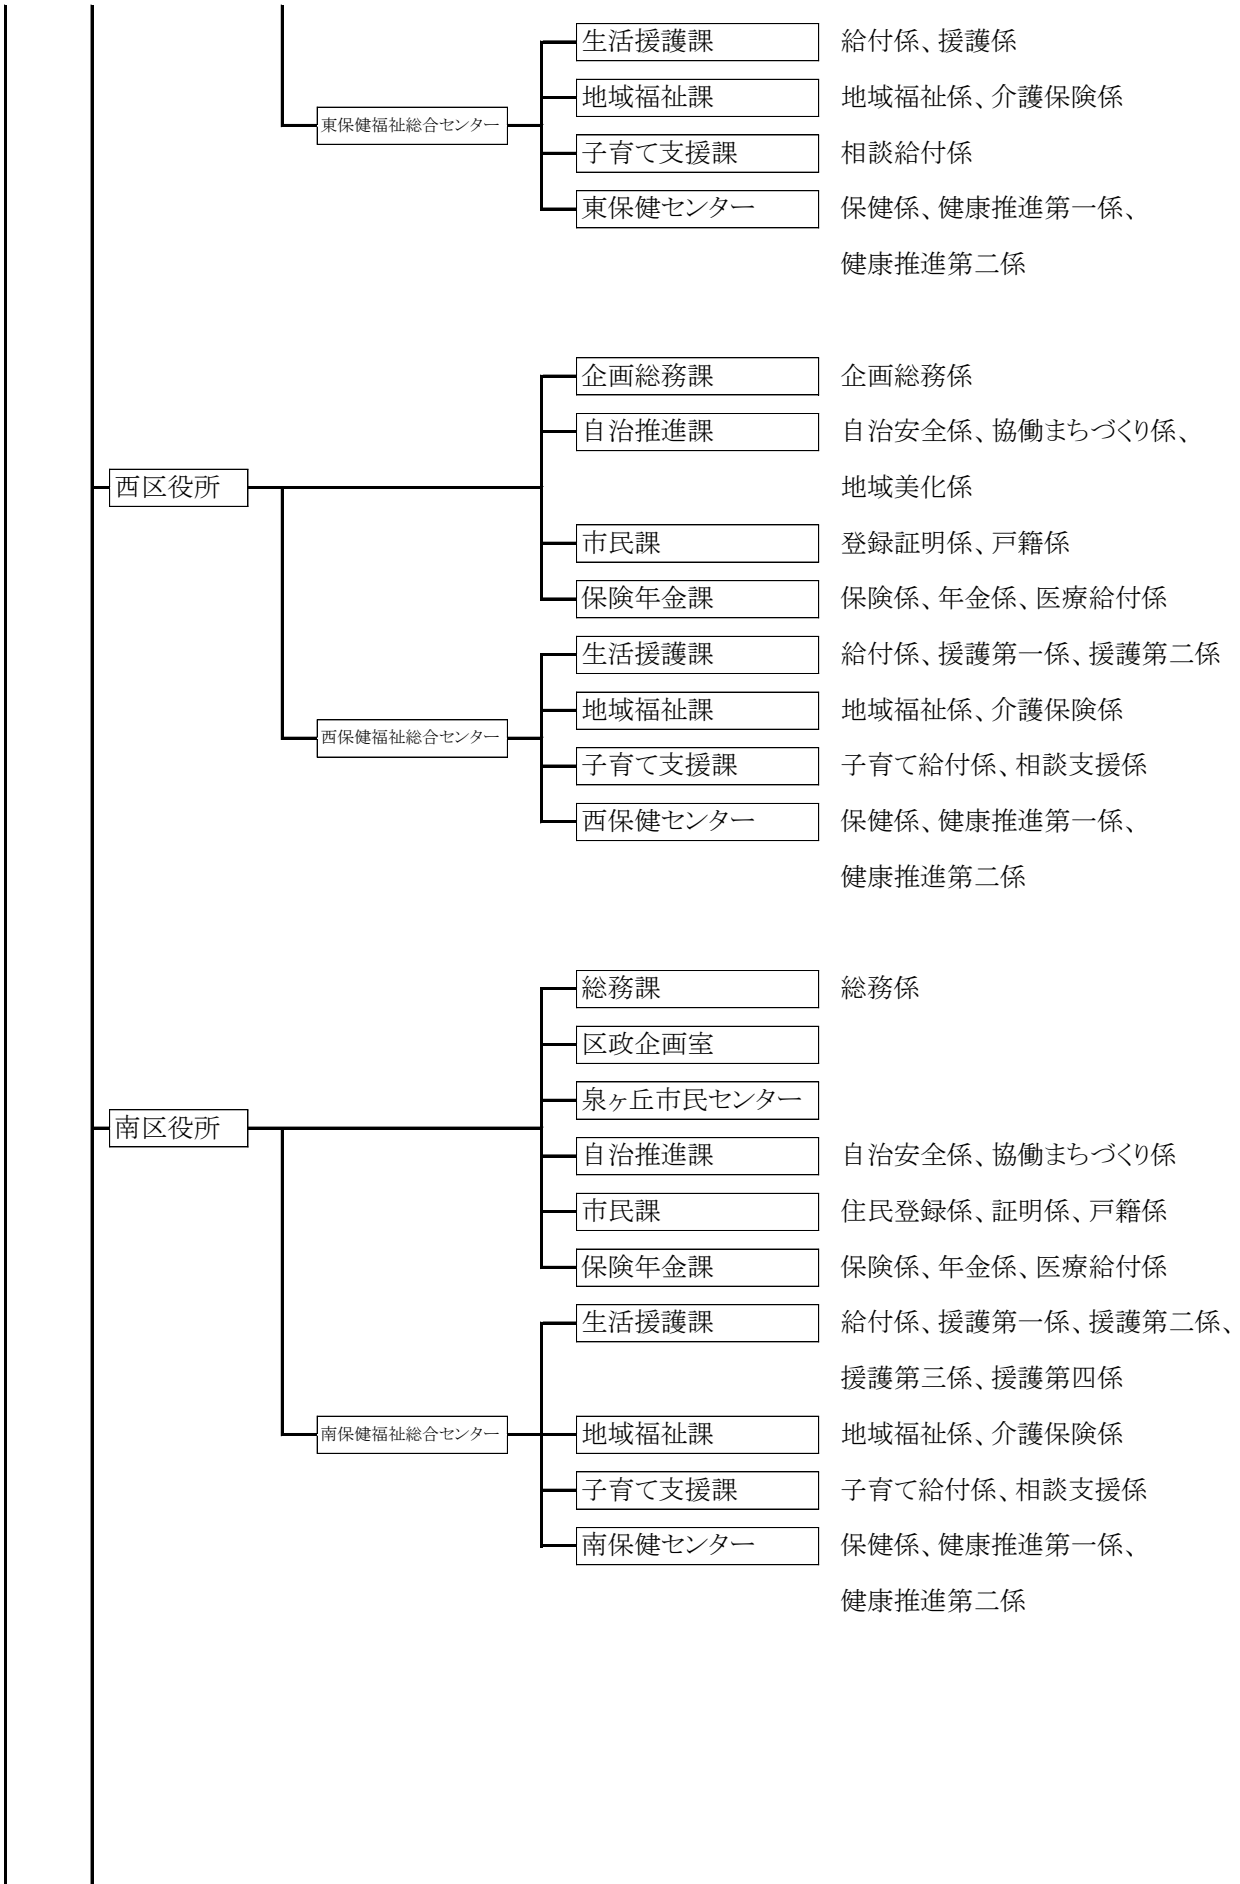 生活援護課 給付係、援護係
地域福祉課 地域福祉係、介護保険係
東保健福祉総合センター
子育て支援課 相談給付係
東保健センター 保健係、健康推進第一係、
健康推進第二係
企画総務課 企画総務係
自治推進課 自治安全係、協働まちづくり係、
西区役所 地域美化係
市民課 登録証明係、戸籍係
保険年金課 保険係、年金係、医療給付係
生活援護課 給付係、援護第一係、援護第二係
地域福祉課 地域福祉係、介護保険係
西保健福祉総合センター
子育て支援課 子育て給付係、相談支援係
西保健センター 保健係、健康推進第一係、
健康推進第二係
総務課 総務係
区政企画室
泉ヶ丘市民センター
南区役所
自治推進課 自治安全係、協働まちづくり係
市民課 住民登録係、証明係、戸籍係
保険年金課 保険係、年金係、医療給付係
生活援護課 給付係、援護第一係、援護第二係、
援護第三係、援護第四係
南保健福祉総合センター 地域福祉課 地域福祉係、介護保険係
子育て支援課 子育て給付係、相談支援係
南保健センター 保健係、健康推進第一係、
健康推進第二係